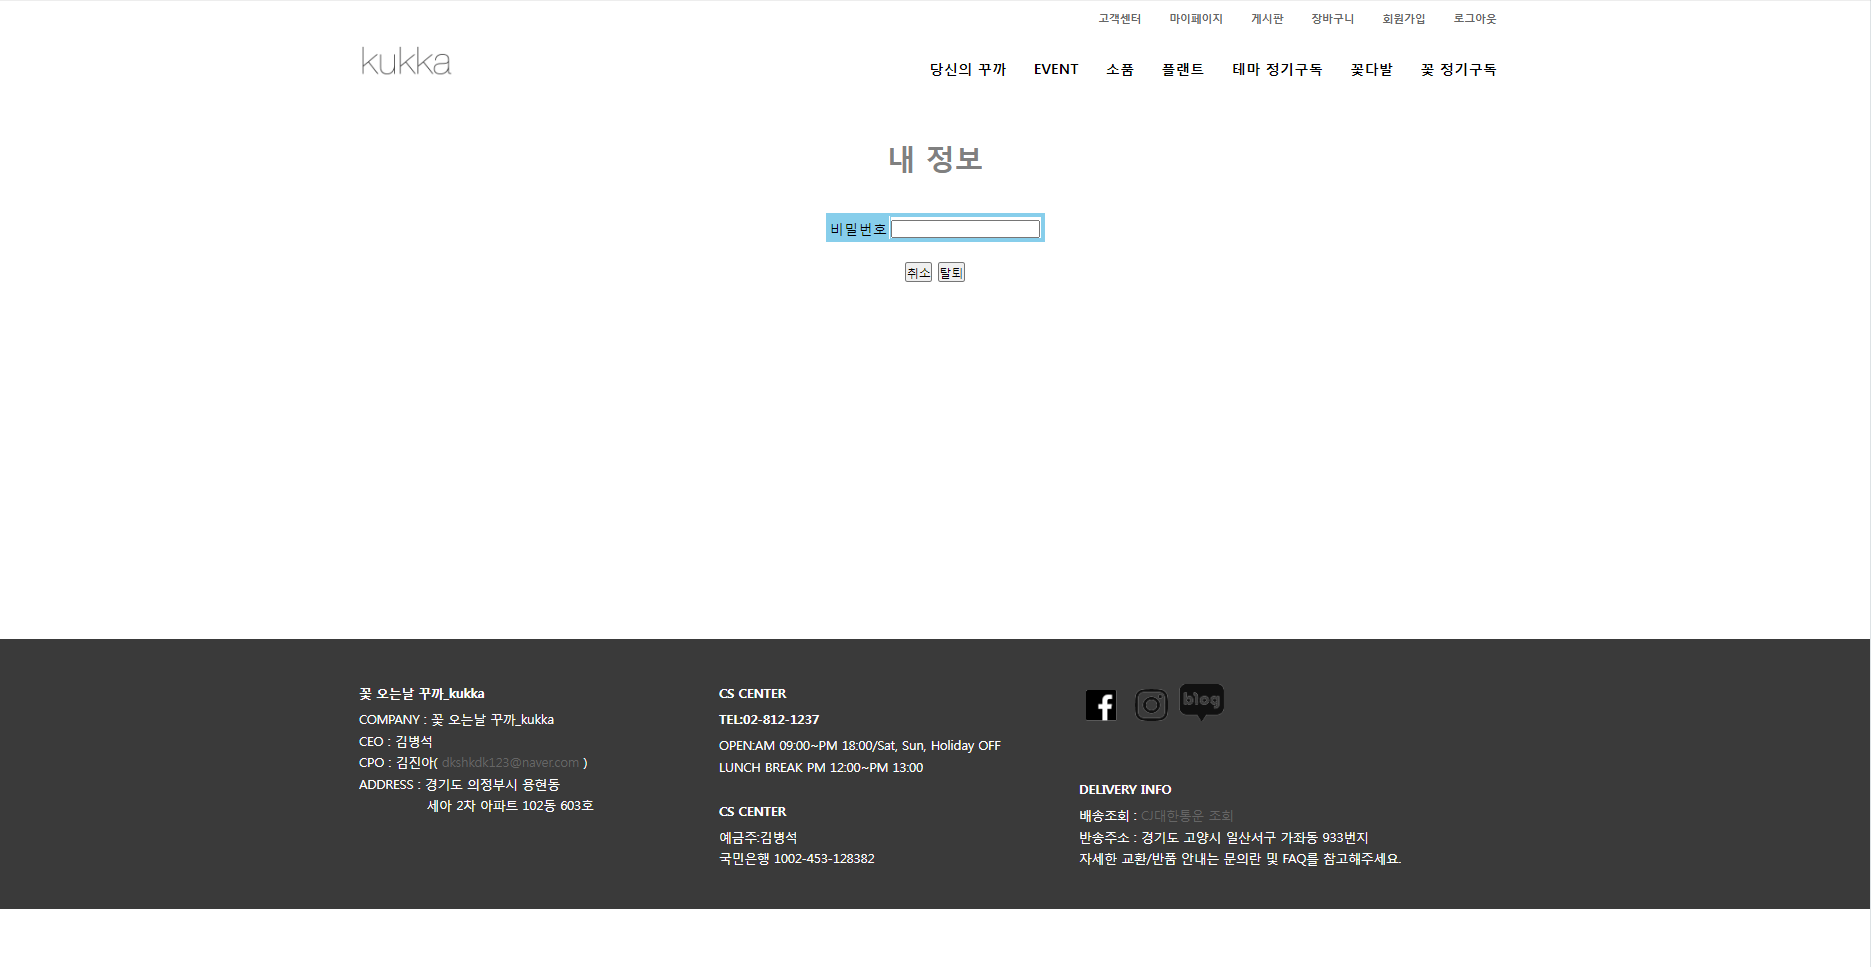 고객센터 마이페이지 게시판 장바구니 회원가입 로그아웃
kukka
당신의 꾸까 EVENT 소품 플랜트 테마 정기구독 꽃다발 꽃 정기구독
내 정보
비밀번호
취소 탈퇴
꽃 오는날 꾸까_kukka
COMPANY : 꽃 오는날 꾸까_kukka
CEO : 김병석
CPO : 김진아( dkshkdk123@naver.com )
ADDRESS : 경기도 의정부시 용현동
세아 2차 아파트 102동 603호
CS CENTER
TEL:02-812-1237
OPEN:AM 09:00~PM 18:00/Sat, Sun, Holiday OFF
LUNCH BREAK PM 12:00~PM 13:00
CS CENTER
예금주:김병석
국민은행 1002-453-128382
blog
DELIVERY INFO
배송조회 : CJ대한통운 조회
반송주소 : 경기도 고양시 일산서구 가좌동 933번지
자세한 교환/반품 안내는 문의란 및 FAQ를 참고해주세요.